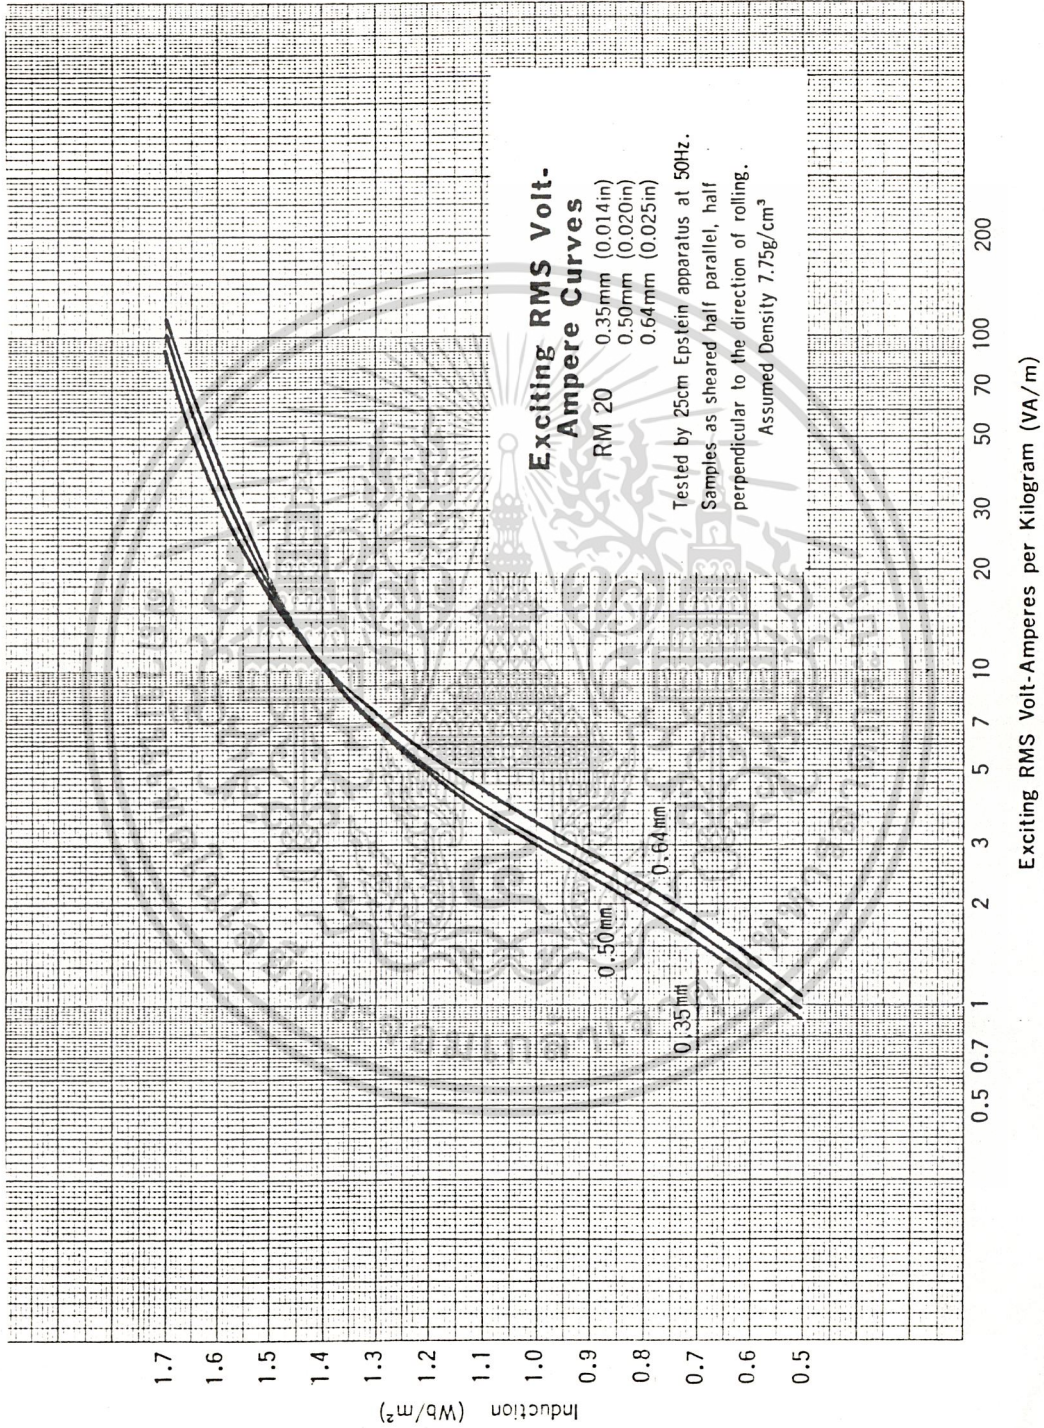 Exciting RMS Volt-
Ampere Curves
RM 20
0.35mm (0.014in)
0.50mm (0.020in)
0.64mm (0.025in)
Tested by 25cm Epstein apparatus at 50Hz.
Samples as sheared half parallel, half
perpendicular to the direction of rolling.
Assumed Density 7.75g/cm³
0.64mm
0.50mm
0.35mm
Induction (Wb/m²)
1.7
1.6
1.5
1.4
1.3
1.2
1.1
1.0
0.9
0.8
0.7
0.6
0.5
0.5 0.7 1 2 3 5 7 10 20 30 50 70 100 200
Exciting RMS Volt-Amperes per Kilogram (VA/m)